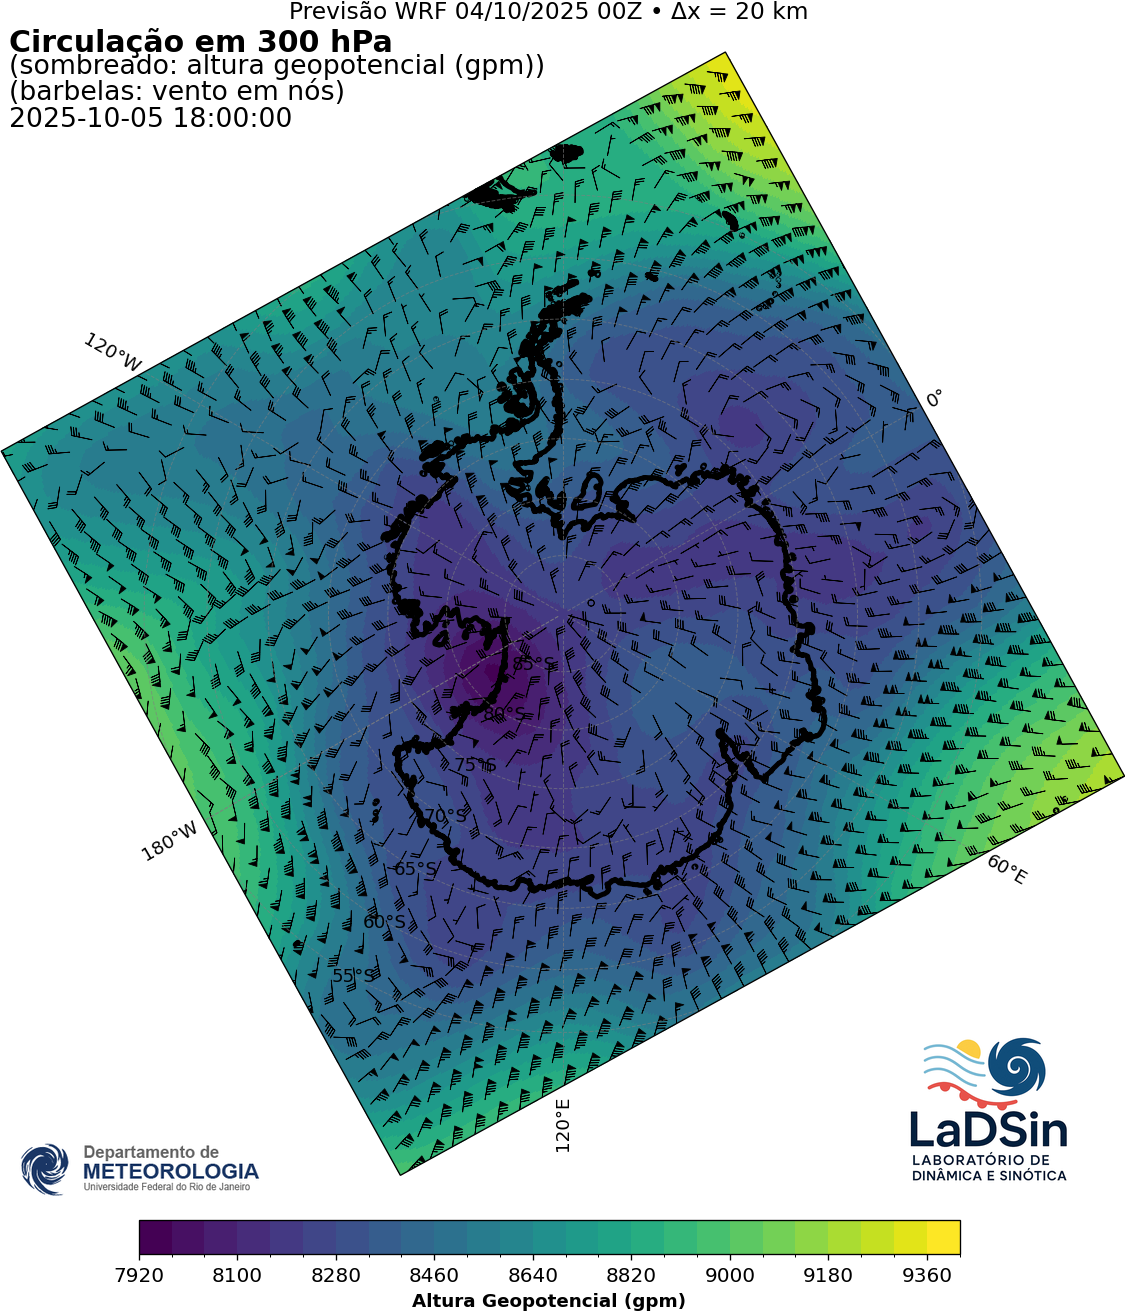 Previsão WRF 04/10/2025 00Z • Δx = 20 km
Circulação em 300 hPa
(sombreado: altura geopotencial (gpm))
(barbelas: vento em nós)
2025-10-05 18:00:00
120°W
0°
85°S
80°S
75°S
70°S
180°W
65°S
60°E
60°S
55°S
120°E
LaDSin
LABORATÓRIO DE
DINÂMICA E SINÓTICA
Departamento de
METEOROLOGIA
Universidade Federal do Rio de Janeiro
7920 8100 8280 8460 8640 8820 9000 9180 9360
Altura Geopotencial (gpm)